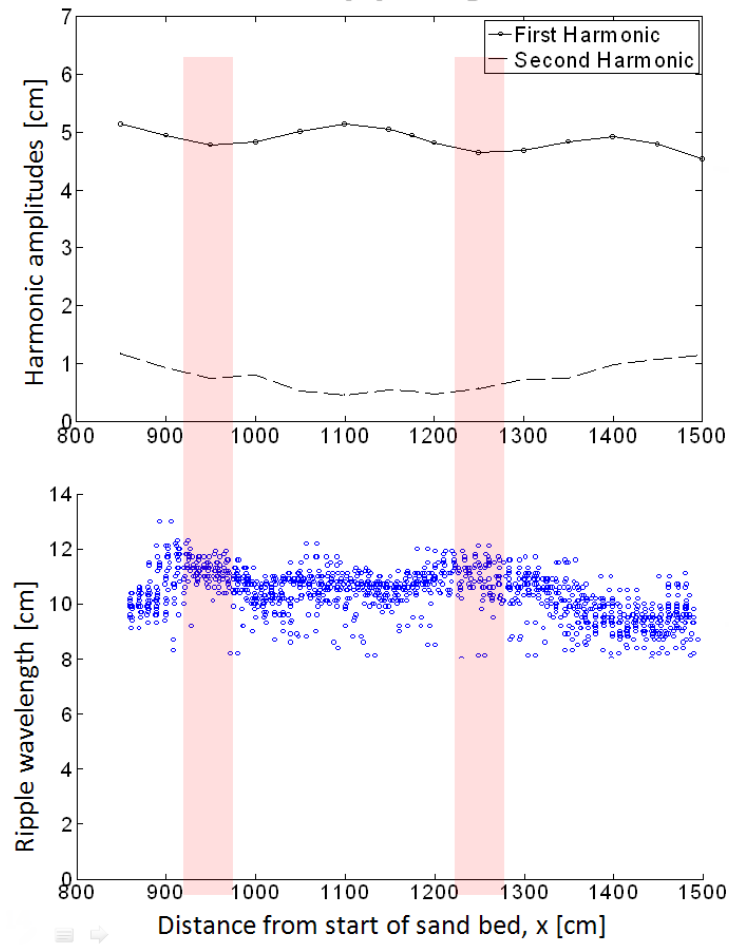 7
First Harmonic
Second Harmonic
6
5
4
3
2
1
0
Harmonic amplitudes [cm]
800 900 1000 1100 1200 1300 1400 1500
14
12
10
8
6
4
2
0
Ripple wavelength [cm]
800 900 1000 1100 1200 1300 1400 1500
Distance from start of sand bed, x [cm]